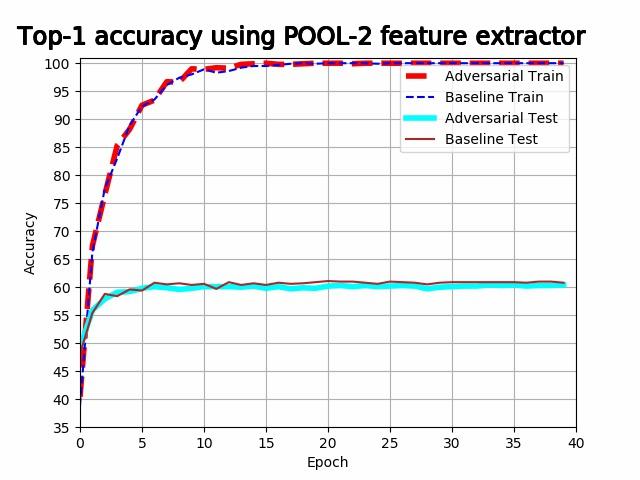 Top-1 accuracy using POOL-2 feature extractor
100
95
90
85
80
75
70
65
60
55
50
45
40
35
Accuracy
Adversarial Train
Baseline Train
Adversarial Test
Baseline Test
0 5 10 15 20 25 30 35 40
Epoch